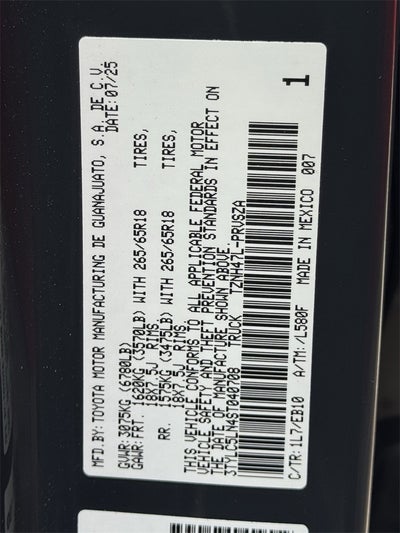 MFD.BY: TOYOTA MOTOR MANUFACTURING DE GUANAJUATO, S.A. DE C.V.
DATE: 07/25
GVWR: 3075KG (6780LB)
GAWR: FRT. 1620KG (3570LB) WITH 265/65R18 TIRES,
18X7.5J RIMS
RR. 1575KG (3475LB) WITH 265/65R18 TIRES,
18X7.5J RIMS
THIS VEHICLE CONFORMS TO ALL APPLICABLE FEDERAL MOTOR
VEHICLE SAFETY AND THEFT PREVENTION STANDARDS IN EFFECT ON
THE DATE OF MANUFACTURE SHOWN ABOVE.
3TYLC5LN4ST040708 TRUCK TZNH47L-PRVSZA
C/TR: 1L7/EB10 A/TM: /L580F MADE IN MEXICO 007
1